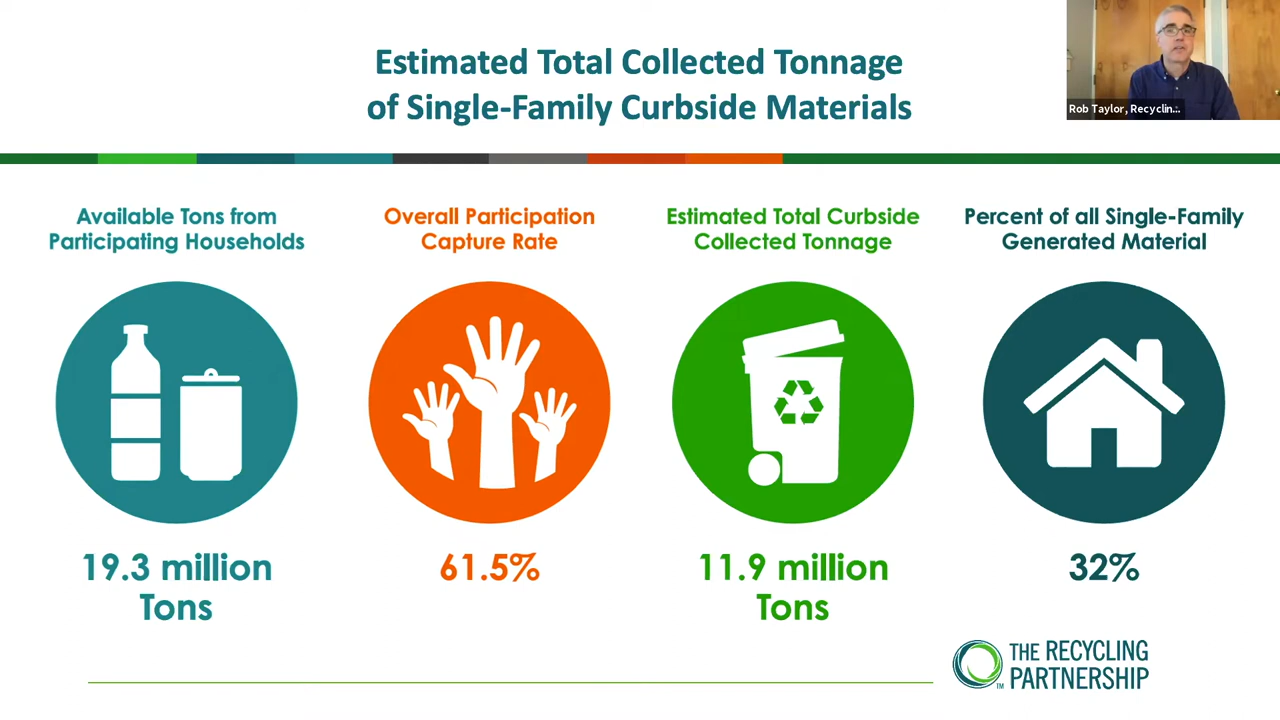 Estimated Total Collected Tonnage
of Single-Family Curbside Materials
Rob Taylor, Recyclin...
Available Tons from
Participating Households
Overall Participation
Capture Rate
Estimated Total Curbside
Collected Tonnage
Percent of all Single-Family
Generated Material
19.3 million
Tons
61.5%
11.9 million
Tons
32%
THE RECYCLING
PARTNERSHIP
TM